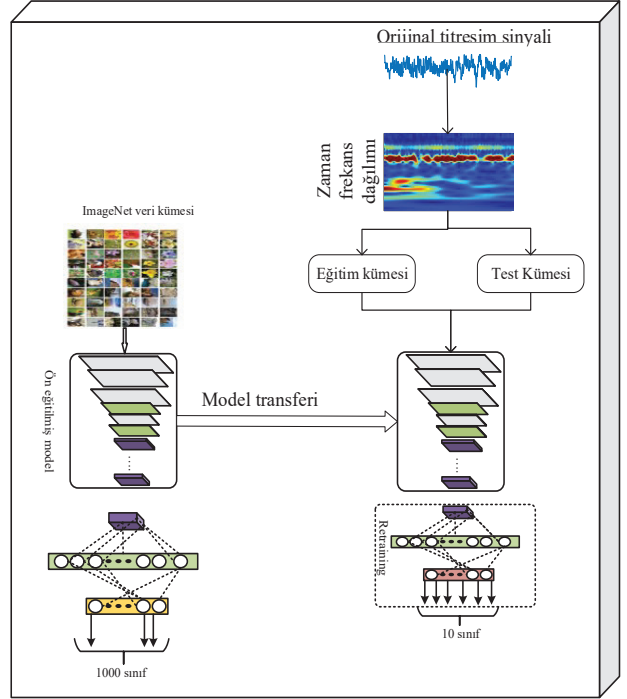 Orijinal titresim sinyali
Zaman
frekans
dağılımı
ImageNet veri kümesi
Eğitim kümesi
Test Kümesi
Ön eğitilmiş model
Model transferi
Retraining
10 sınıf
1000 sınıf